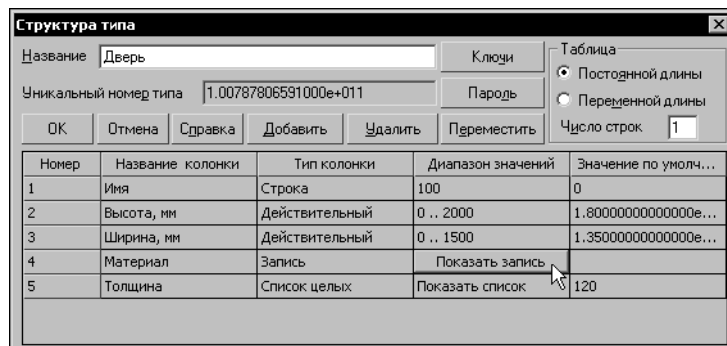 Структура типа
Название Дверь Ключи Таблица
Постоянной длины
Уникальный номер типа 1.00787806591000e+011 Пароль Переменной длины
OK Отмена Справка Добавить Удалить Переместить Число строк 1
Номер Название колонки Тип колонки Диапазон значений Значение по умолч...
1 Имя Строка 100 0
2 Высота, мм Действительный 0 .. 2000 1.80000000000000e...
3 Ширина, мм Действительный 0 .. 1500 1.35000000000000e...
4 Материал Запись Показать запись
5 Толщина Список целых Показать список 120